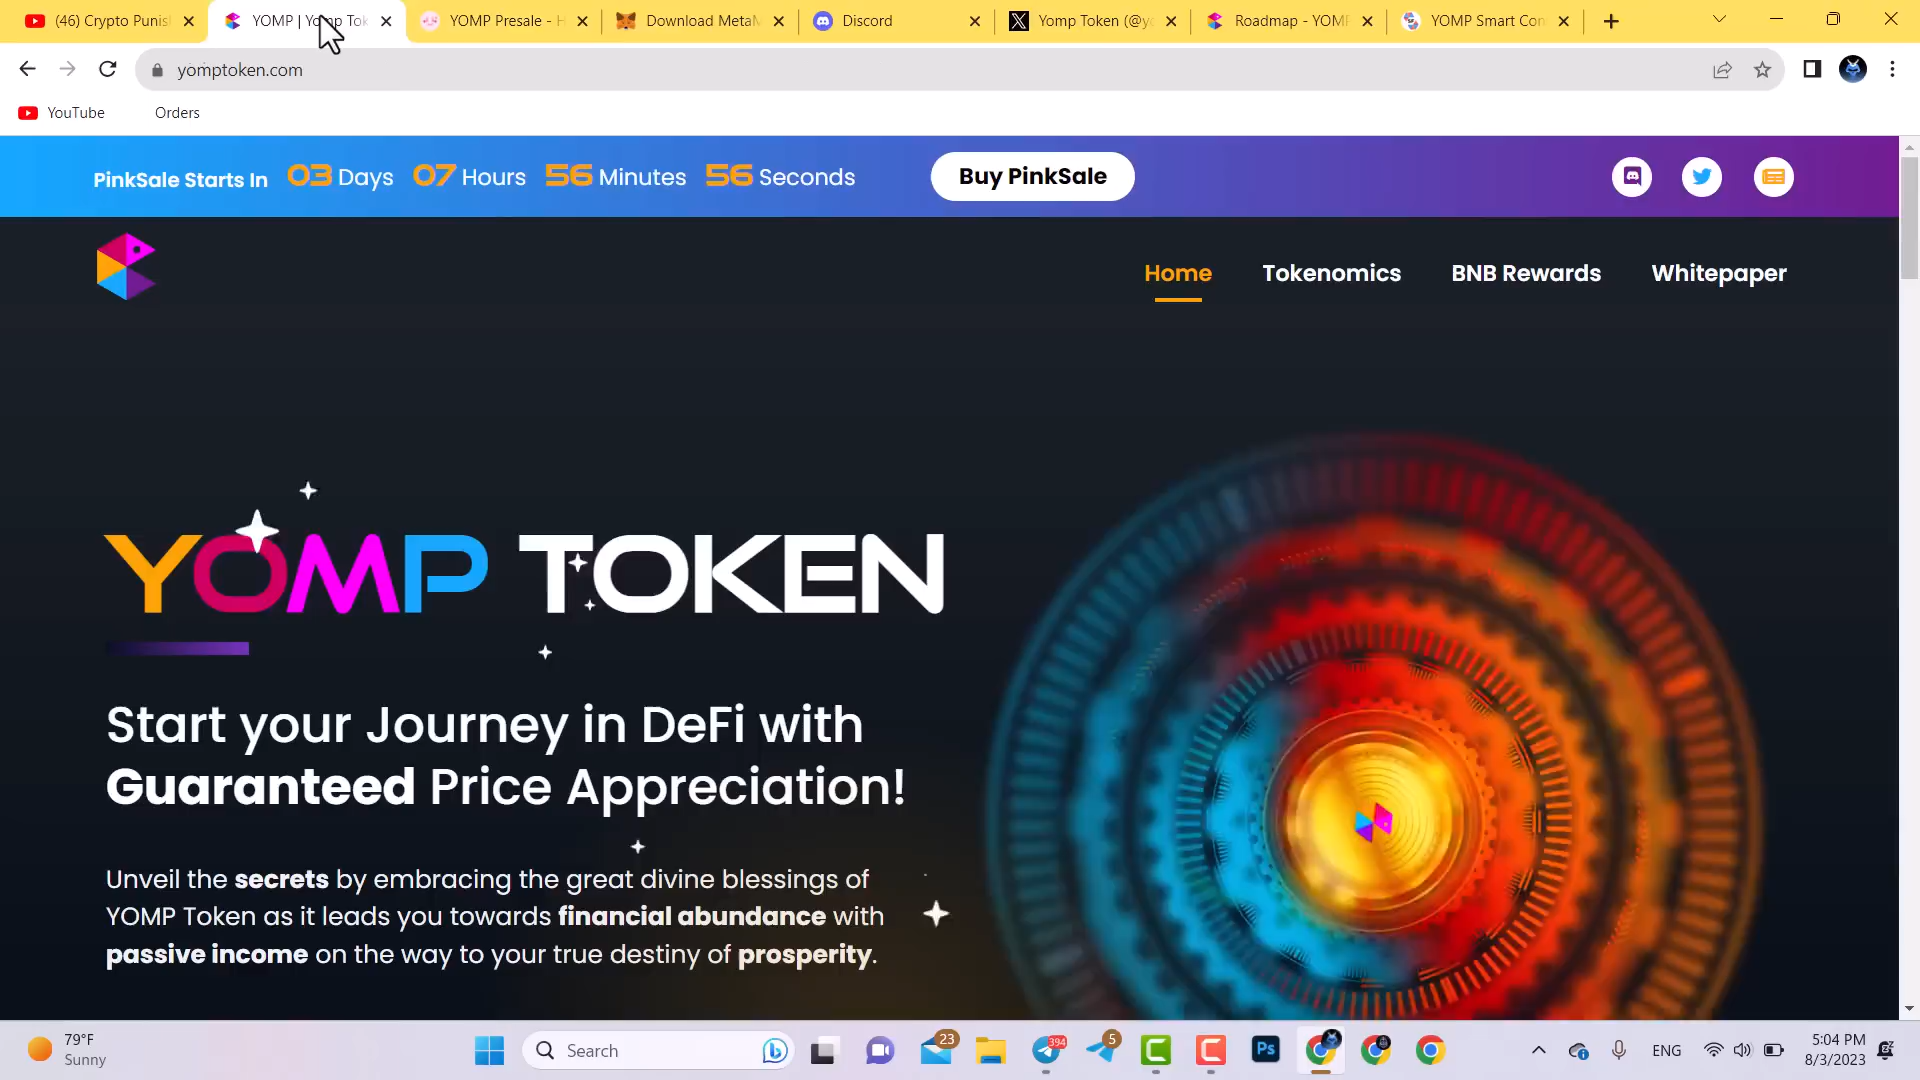 (46) Crypto Punis
YOMP | Yomp Tok
YOMP Presale - H
Download MetaM
Discord
Yomp Token (@yo
Roadmap - YOMP
YOMP Smart Con
yomptoken.com
YouTube
Orders
PinkSale Starts In 03 Days 07 Hours 56 Minutes 56 Seconds
Buy PinkSale
Home
Tokenomics
BNB Rewards
Whitepaper
YOMP TOKEN
Start your Journey in DeFi with
Guaranteed Price Appreciation!
Unveil the secrets by embracing the great divine blessings of
YOMP Token as it leads you towards financial abundance with
passive income on the way to your true destiny of prosperity.
79°F
Sunny
Search
23
394
5
Ps
ENG
5:04 PM
8/3/2023